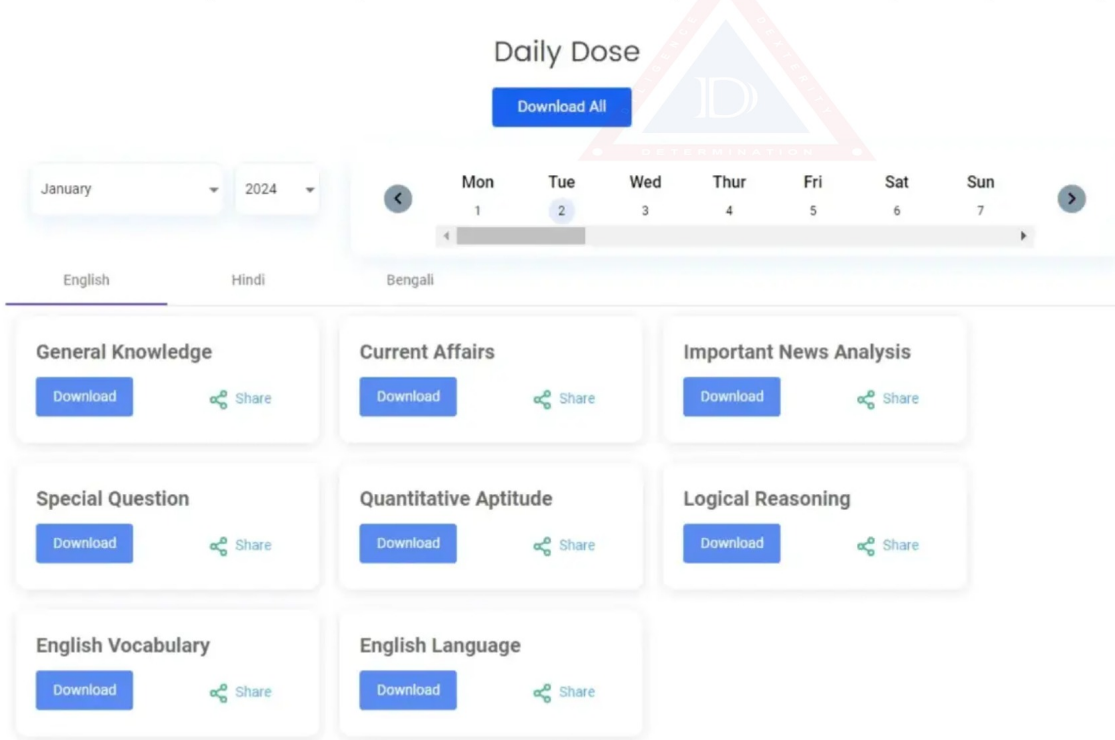 Daily Dose
Download All
DETERMINATION
January 2024
Mon Tue Wed Thur Fri Sat Sun
1 2 3 4 5 6 7
English Hindi Bengali
General Knowledge Current Affairs Important News Analysis
Download Share Download Share Download Share
Special Question Quantitative Aptitude Logical Reasoning
Download Share Download Share Download Share
English Vocabulary English Language
Download Share Download Share